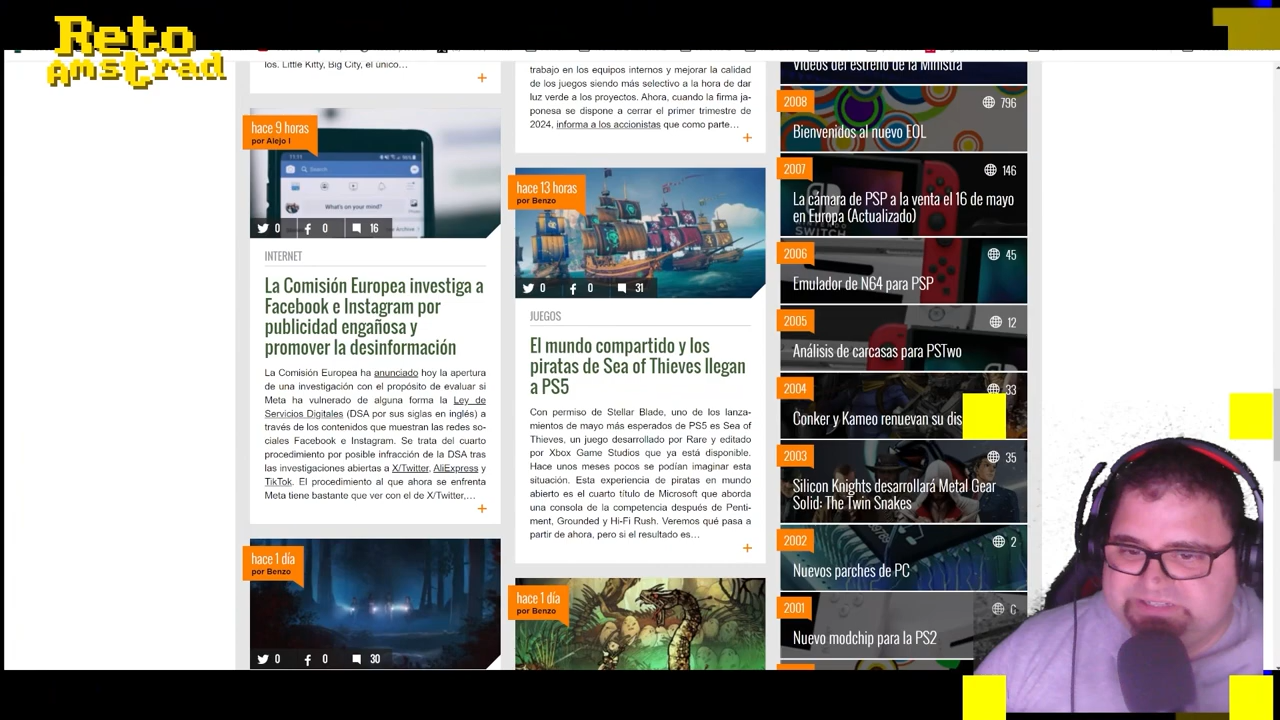 Reto
Amstrad
los. Little Kitty, Big City, el único…
+
hace 9 horas
por Alejo I
Search
What's on your mind?
0
0
16
INTERNET
La Comisión Europea investiga a
Facebook e Instagram por
publicidad engañosa y
promover la desinformación
La Comisión Europea ha anunciado hoy la apertura
de una investigación con el propósito de evaluar si
Meta ha vulnerado de alguna forma la Ley de
Servicios Digitales (DSA por sus siglas en inglés) a
través de los contenidos que muestran las redes so-
ciales Facebook e Instagram. Se trata del cuarto
procedimiento por posible infracción de la DSA tras
las investigaciones abiertas a X/Twitter, AliExpress y
TikTok. El procedimiento al que ahora se enfrenta
Meta tiene bastante que ver con el de X/Twitter,…
+
hace 1 día
por Benzo
0
0
30
trabajo en los equipos internos y mejorar la calidad
de los juegos siendo más selectivo a la hora de dar
luz verde a los proyectos. Ahora, cuando la firma ja-
ponesa se dispone a cerrar el primer trimestre de
2024, informa a los accionistas que como parte…
+
hace 13 horas
por Benzo
0
0
31
JUEGOS
El mundo compartido y los
piratas de Sea of Thieves llegan
a PS5
Con permiso de Stellar Blade, uno de los lanza-
mientos de mayo más esperados de PS5 es Sea of
Thieves, un juego desarrollado por Rare y editado
por Xbox Game Studios que ya está disponible.
Hace unos meses pocos se podían imaginar esta
situación. Esta experiencia de piratas en mundo
abierto es el cuarto título de Microsoft que aborda
una consola de la competencia después de Penti-
ment, Grounded y Hi-Fi Rush. Veremos qué pasa a
partir de ahora, pero si el resultado es…
+
hace 1 día
por Benzo
Vídeos del estreno de la Ministra
2008
796
Bienvenidos al nuevo EOL
2007
146
La cámara de PSP a la venta el 16 de mayo
en Europa (Actualizado)
SWITCH
2006
45
Emulador de N64 para PSP
2005
12
Análisis de carcasas para PSTwo
2004
33
Conker y Kameo renuevan su dis
2003
35
Silicon Knights desarrollará Metal Gear
Solid: The Twin Snakes
2002
2
Nuevos parches de PC
2001
Nuevo modchip para la PS2